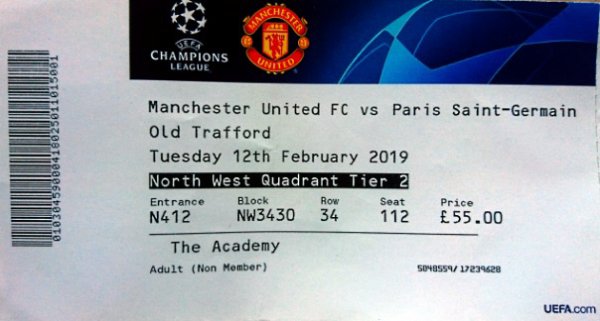 UEFA
CHAMPIONS
LEAGUE
MANCHESTER
UNITED
Manchester United FC vs Paris Saint-Germain
Old Trafford
Tuesday 12th February 2019
North West Quadrant Tier 2
Entrance Block Row Seat Price
N412 NW3430 34 112 £55.00
The Academy
Adult (Non Member) 5048559/17239628
UEFA.com
01030459000041802501101​5001